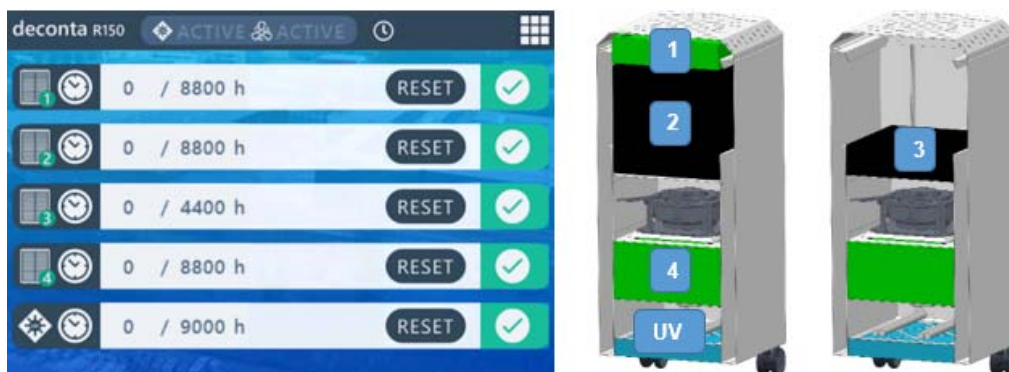 deconta R150 ACTIVE ACTIVE
1 0 / 8800 h RESET
2 0 / 8800 h RESET
3 0 / 4400 h RESET
4 0 / 8800 h RESET
0 / 9000 h RESET
1
2
3
4
UV